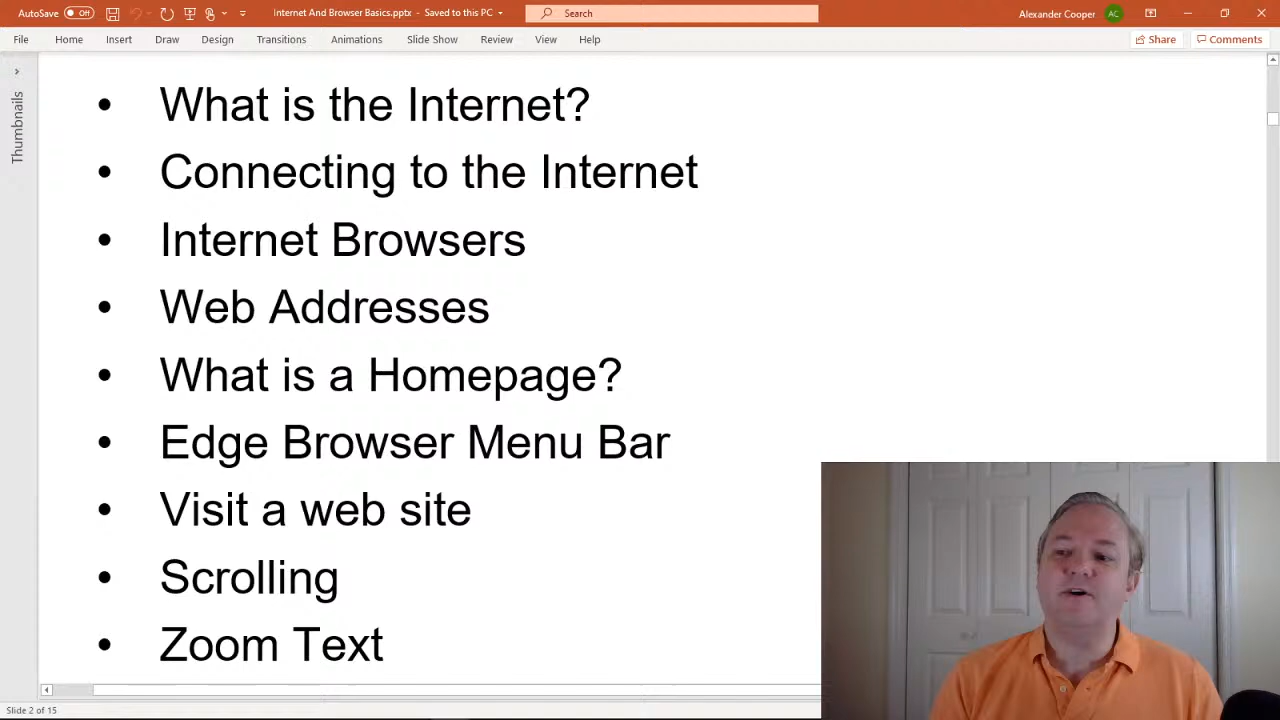 AutoSave Off Internet And Browser Basics.pptx - Saved to this PC Search Alexander Cooper AC
File Home Insert Draw Design Transitions Animations Slide Show Review View Help Share Comments
Thumbnails
• What is the Internet?
• Connecting to the Internet
• Internet Browsers
• Web Addresses
• What is a Homepage?
• Edge Browser Menu Bar
• Visit a web site
• Scrolling
• Zoom Text
Slide 2 of 15